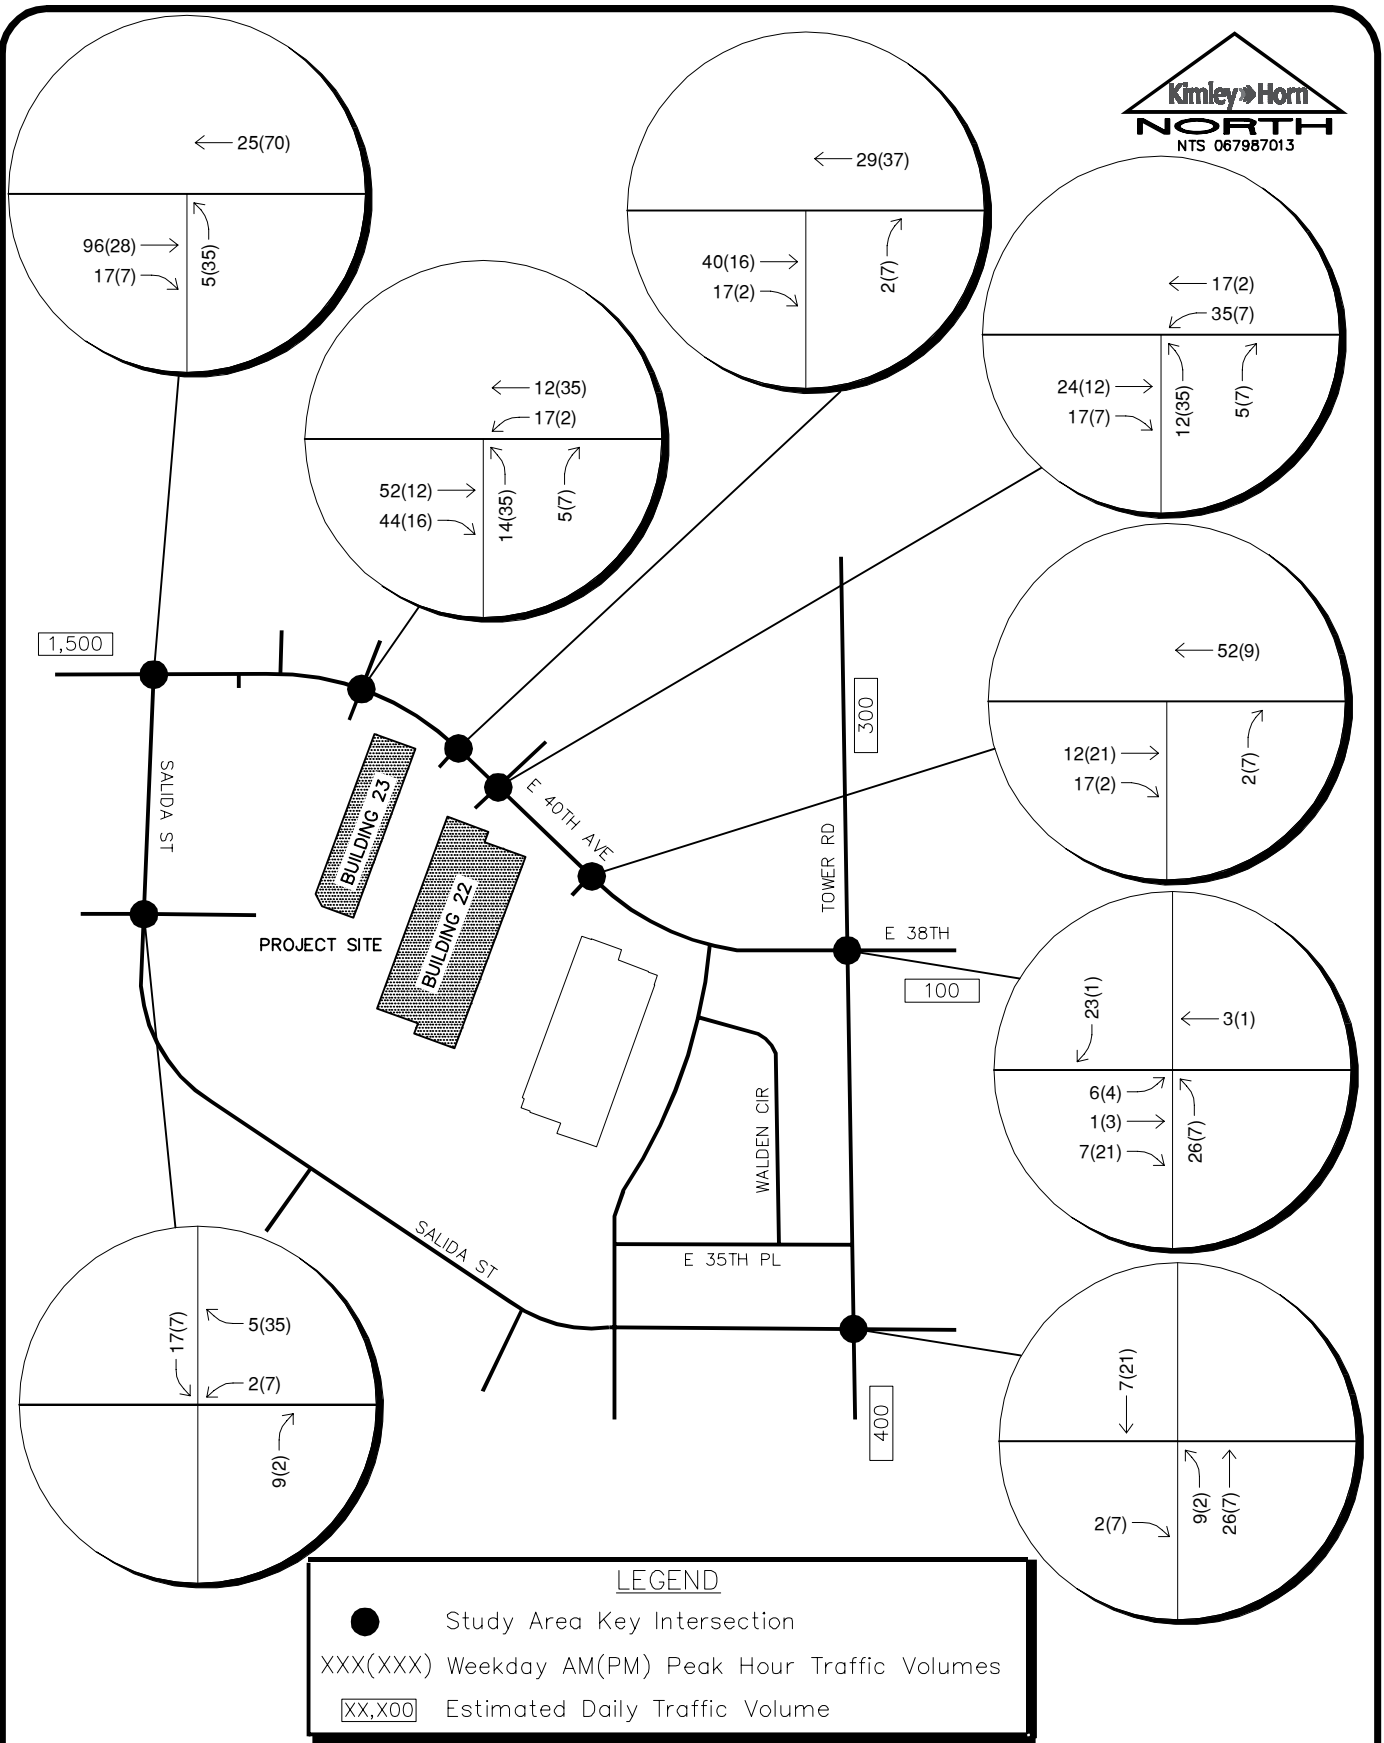 Kimley»Horn
NORTH
NTS 067987013
25(70)
96(28)
17(7)
5(35)
29(37)
40(16)
17(2)
2(7)
12(35)
17(2)
52(12)
44(16)
14(35)
5(7)
17(2)
35(7)
24(12)
17(7)
12(35)
5(7)
52(9)
12(21)
17(2)
2(7)
1,500
300
SALIDA ST
BUILDING 23
BUILDING 22
PROJECT SITE
E 40TH AVE
TOWER RD
E 38TH
100
23(1)
3(1)
6(4)
1(3)
7(21)
26(7)
WALDEN CIR
E 35TH PL
SALIDA ST
400
17(7)
5(35)
2(7)
9(2)
7(21)
2(7)
9(2)
26(7)
LEGEND
Study Area Key Intersection
XXX(XXX) Weekday AM(PM) Peak Hour Traffic Volumes
XX,X00 Estimated Daily Traffic Volume